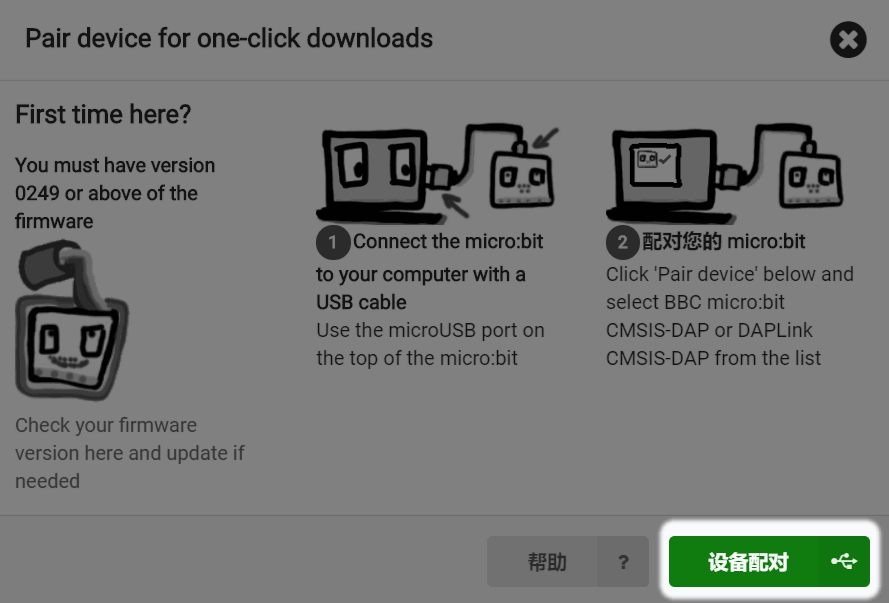 Pair device for one-click downloads
First time here?
You must have version
0249 or above of the
firmware
Check your firmware
version here and update if
needed
1 Connect the micro:bit
to your computer with a
USB cable
Use the microUSB port on
the top of the micro:bit
2 配对您的 micro:bit
Click 'Pair device' below and
select BBC micro:bit
CMSIS-DAP or DAPLink
CMSIS-DAP from the list
帮助 ?
设备配对